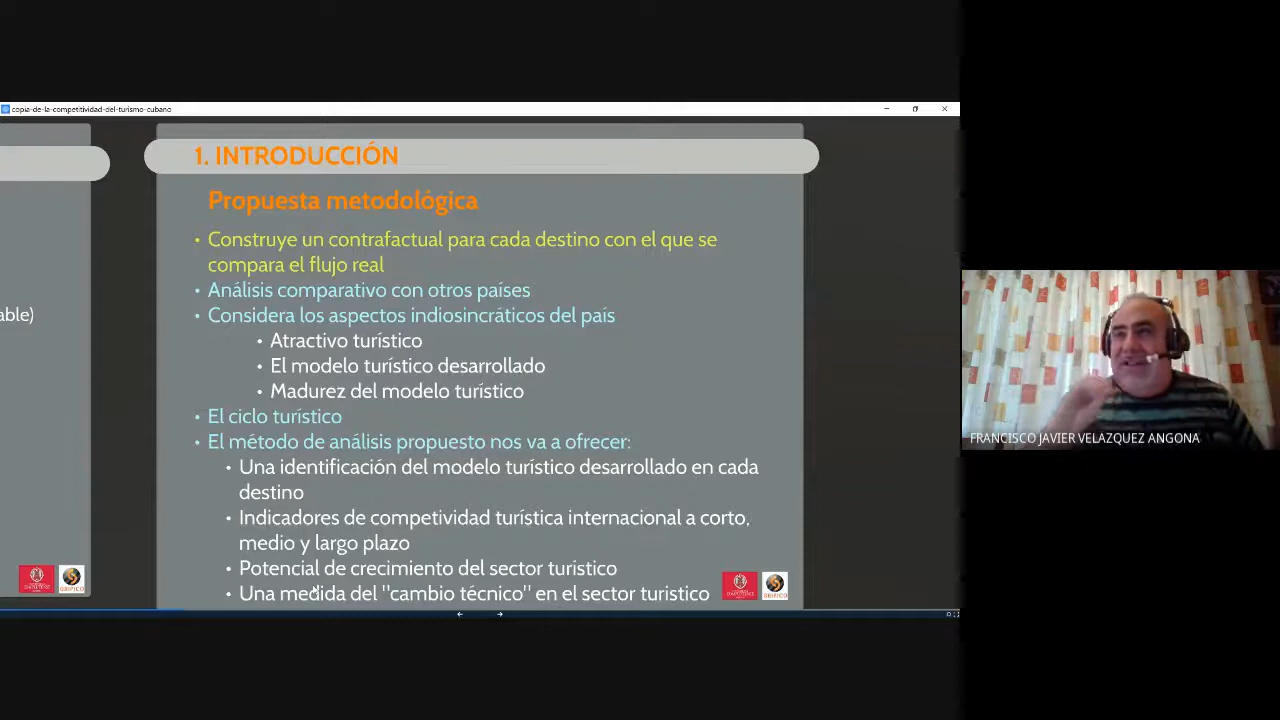 copia-de-la-competitividad-del-turismo-cubano
able)
1. INTRODUCCIÓN
Propuesta metodológica
• Construye un contrafactual para cada destino con el que se
compara el flujo real
• Análisis comparativo con otros países
• Considera los aspectos indiosincráticos del país
• Atractivo turístico
• El modelo turístico desarrollado
• Madurez del modelo turístico
• El ciclo turístico
• El método de análisis propuesto nos va a ofrecer:
• Una identificación del modelo turístico desarrollado en cada
destino
• Indicadores de competividad turística internacional a corto,
medio y largo plazo
• Potencial de crecimiento del sector turistico
• Una medida del "cambio técnico" en el sector turistico
FRANCISCO JAVIER VELAZQUEZ ANGONA